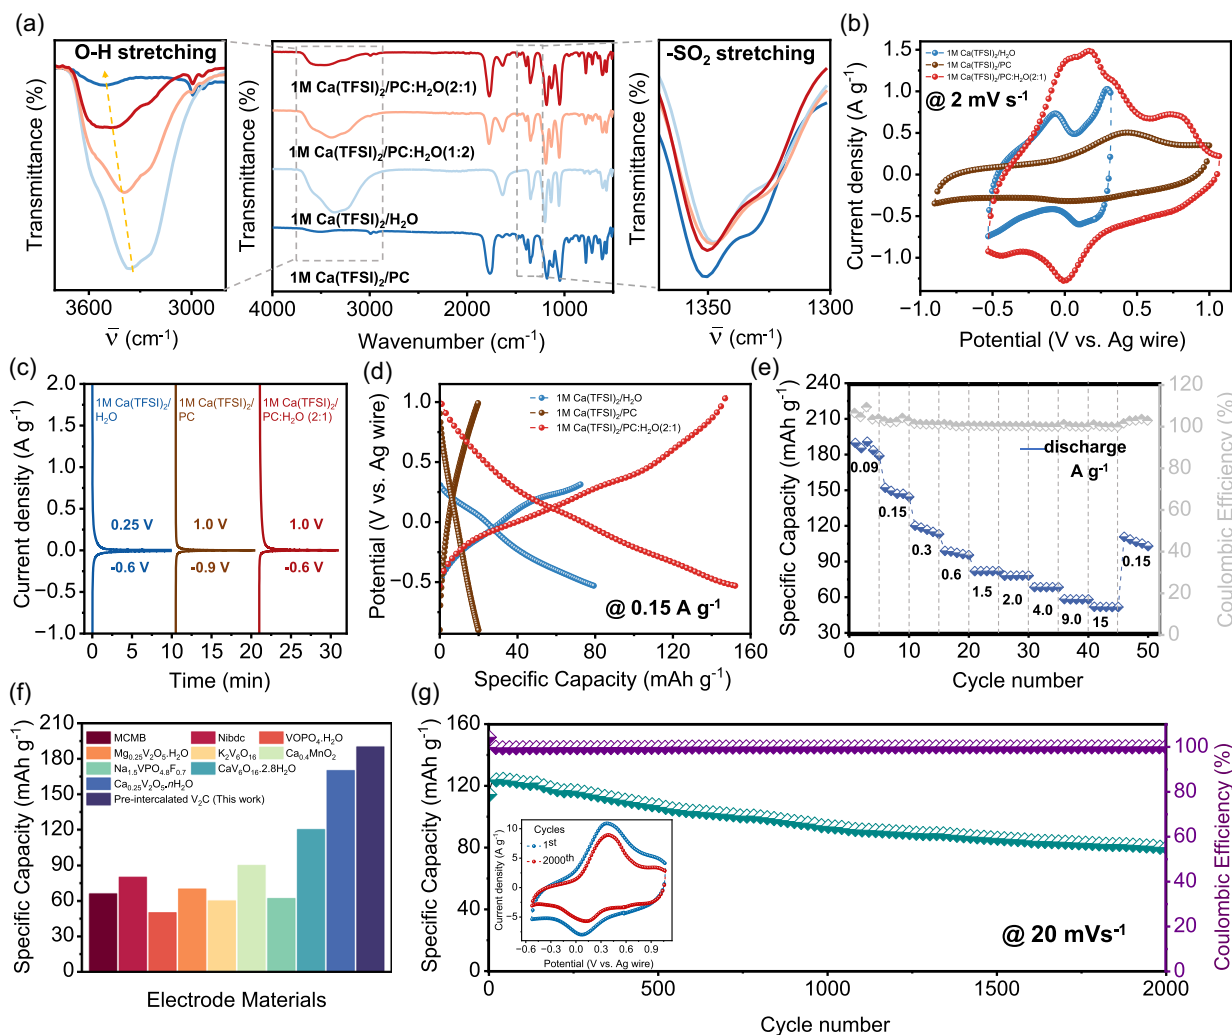 (a)
O-H stretching
Transmittance (%)
3600
3000
ν̅ (cm⁻¹)
Transmittance (%)
1M Ca(TFSI)₂/PC:H₂O(2:1)
1M Ca(TFSI)₂/PC:H₂O(1:2)
1M Ca(TFSI)₂/H₂O
1M Ca(TFSI)₂/PC
4000
3000
2000
1000
Wavenumber (cm⁻¹)
-SO₂ stretching
Transmittance (%)
1350
1300
ν̅ (cm⁻¹)
(b)
1M Ca(TFSI)₂/H₂O
1M Ca(TFSI)₂/PC
1M Ca(TFSI)₂/PC:H₂O(2:1)
@ 2 mV s⁻¹
Current density (A g⁻¹)
1.5
1.0
0.5
0.0
−0.5
−1.0
−1.0
−0.5
0.0
0.5
1.0
Potential (V vs. Ag wire)
(c)
Current density (A g⁻¹)
2.0
1.5
1.0
0.5
0.0
−0.5
−1.0
1M Ca(TFSI)₂/
H₂O
1M Ca(TFSI)₂/
PC
1M Ca(TFSI)₂/
PC:H₂O (2:1)
0.25 V
1.0 V
1.0 V
-0.6 V
-0.9 V
-0.6 V
0
5
10
15
20
25
30
Time (min)
(d)
Potential (V vs. Ag wire)
1.0
0.5
0.0
−0.5
1M Ca(TFSI)₂/H₂O
1M Ca(TFSI)₂/PC
1M Ca(TFSI)₂/PC:H₂O(2:1)
@ 0.15 A g⁻¹
0
40
80
120
160
Specific Capacity (mAh g⁻¹)
(e)
Specific Capacity (mAh g⁻¹)
240
210
180
150
120
90
60
30
discharge
A g⁻¹
0.09
0.15
0.3
0.6
1.5
2.0
4.0
9.0
15
0.15
0
10
20
30
40
50
Cycle number
120
100
80
60
40
20
0
Coulombic Efficiency (%)
(f)
Specific Capacity (mAh g⁻¹)
210
180
150
120
90
60
30
0
MCMB
Nibdc
VOPO₄.H₂O
Mg₀.₂₅V₂O₅.H₂O
K₂V₆O₁₆
Ca₀.₄MnO₂
Na₁.₅VPO₄.₈F₀.₇
CaV₆O₁₆.2.8H₂O
Ca₀.₂₅V₂O₅.nH₂O
Pre-intercalated V₂C (This work)
Electrode Materials
(g)
Specific Capacity (mAh g⁻¹)
160
120
80
40
0
Cycles
1ˢᵗ
2000ᵗʰ
Current density (A g⁻¹)
10
5
0
−5
−0.6
−0.3
0.0
0.3
0.6
0.9
Potential (V vs. Ag wire)
@ 20 mVs⁻¹
0
500
1000
1500
2000
Cycle number
100
80
60
40
20
0
Coulombic Efficiency (%)